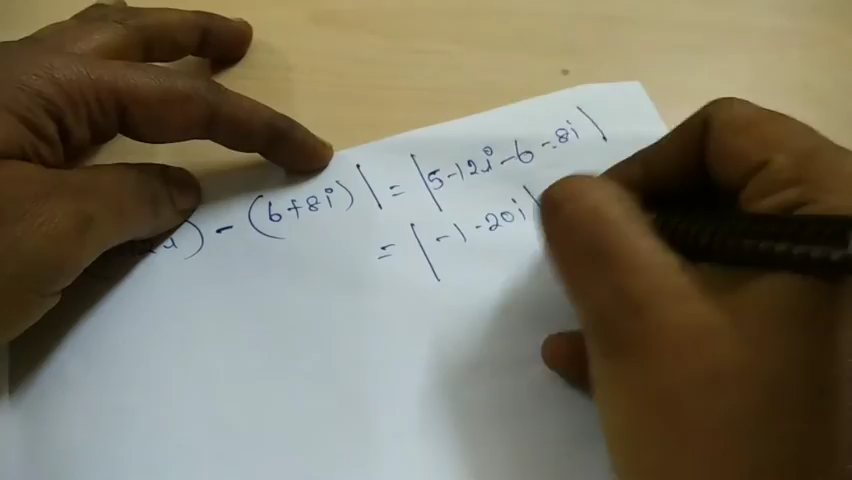 ) - (6+8i) | = | 5-12i-6-8i |
= | -1-20i |